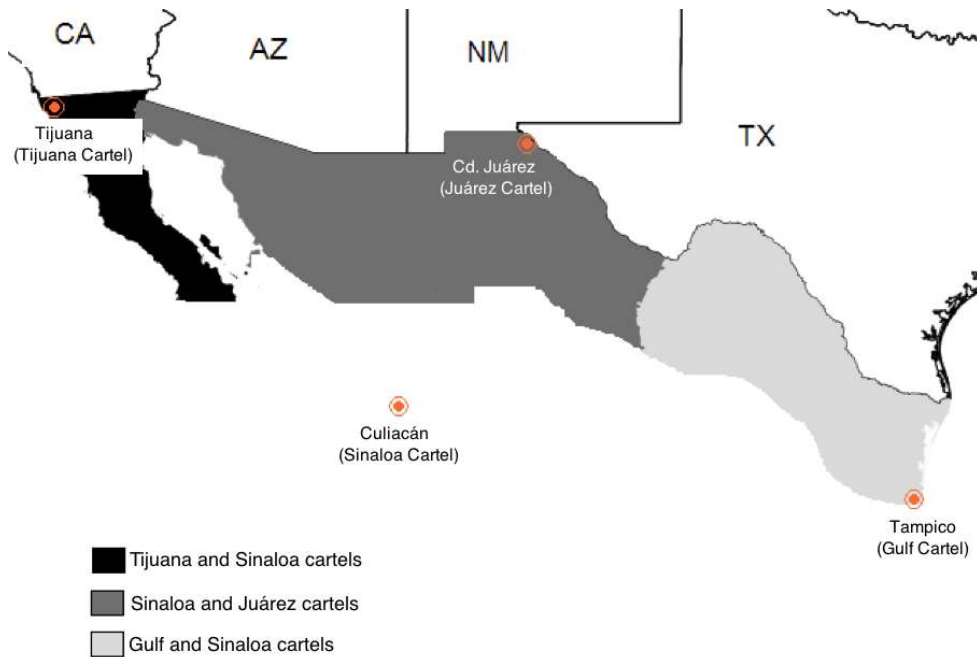 CA
AZ
NM
TX
Tijuana
(Tijuana Cartel)
Cd. Juárez
(Juárez Cartel)
Culiacán
(Sinaloa Cartel)
Tampico
(Gulf Cartel)
Tijuana and Sinaloa cartels
Sinaloa and Juárez cartels
Gulf and Sinaloa cartels